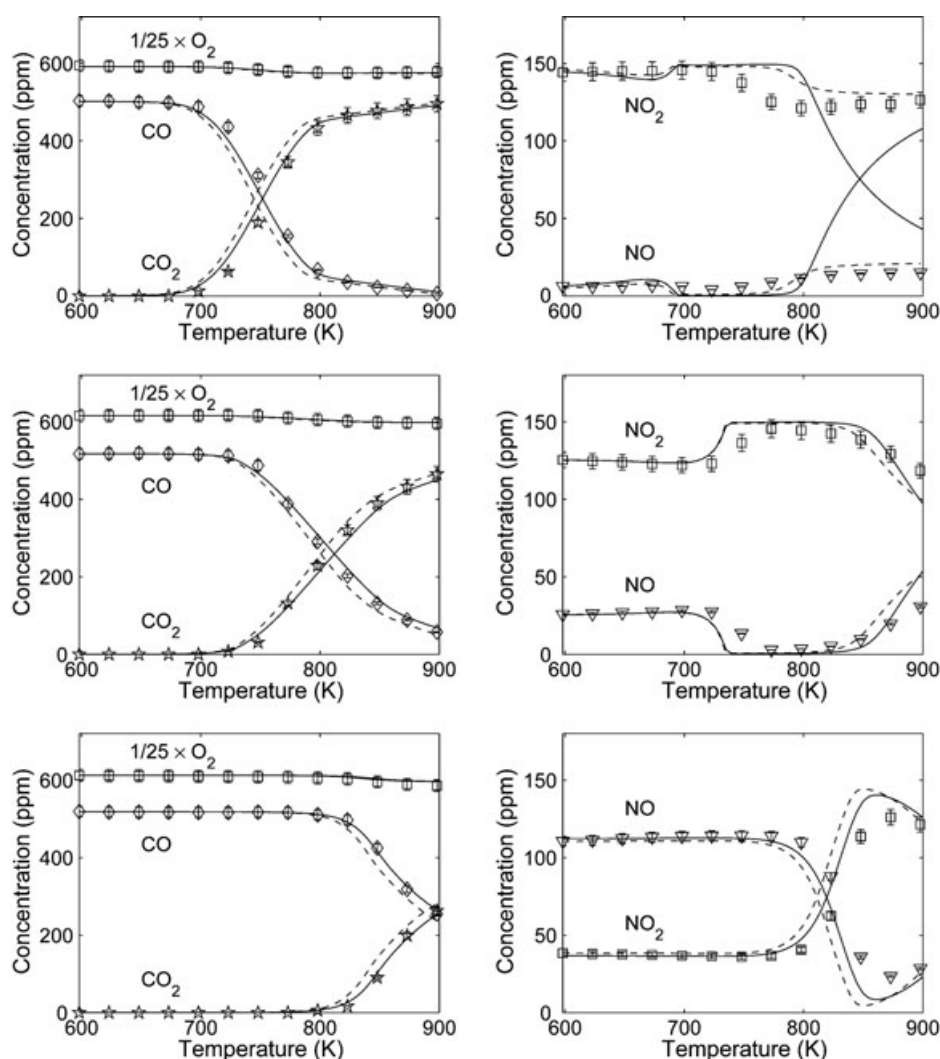 Concentration (ppm)
600
400
200
0
1/25 × O₂
CO
CO₂
600 700 800 900
Temperature (K)
Concentration (ppm)
150
100
50
0
NO₂
NO
600 700 800 900
Temperature (K)
Concentration (ppm)
600
400
200
0
1/25 × O₂
CO
CO₂
600 700 800 900
Temperature (K)
Concentration (ppm)
150
100
50
0
NO₂
NO
600 700 800 900
Temperature (K)
Concentration (ppm)
600
400
200
0
1/25 × O₂
CO
CO₂
600 700 800 900
Temperature (K)
Concentration (ppm)
150
100
50
0
NO
NO₂
600 700 800 900
Temperature (K)